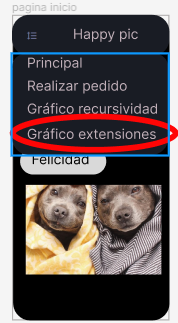 pagina inicio
Happy pic
Principal
Realizar pedido
Gráfico recursividad
Gráfico extensiones
Felicidad